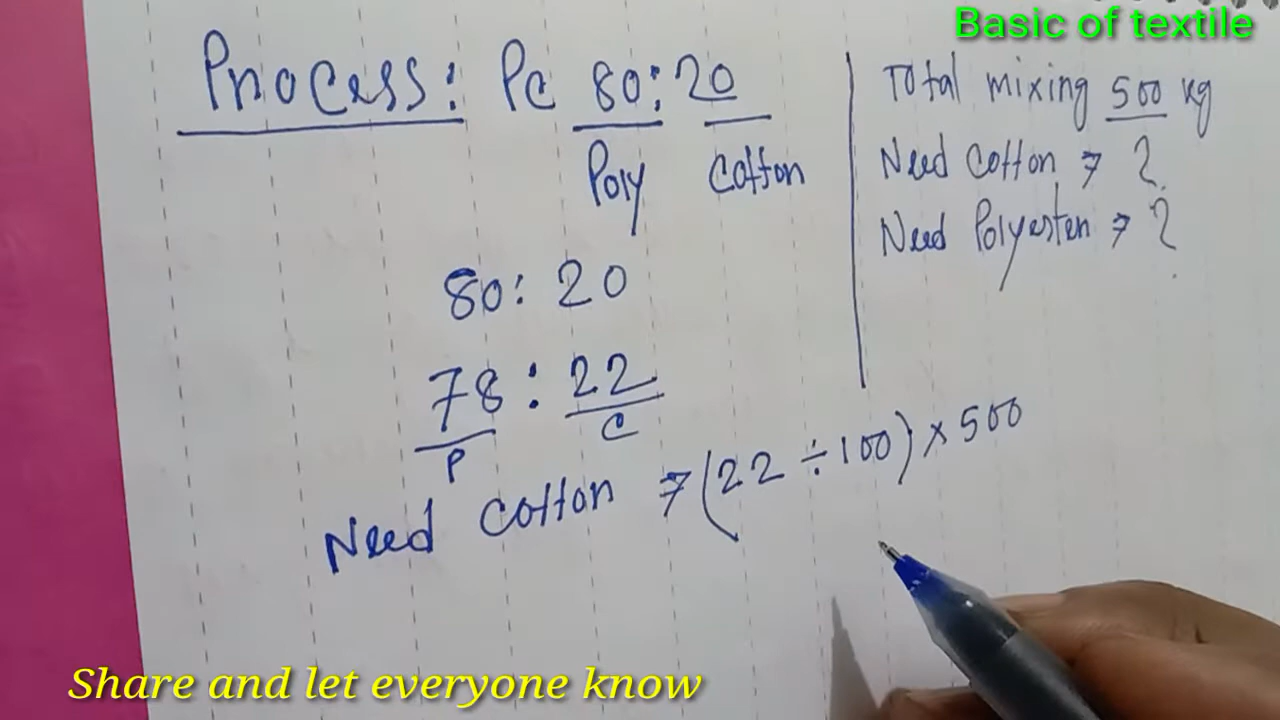 Basic of textile
Process: PC 80:20
Poly Cotton
Total mixing 500 kg
Need Cotton → ?
Need Polyester → ?
80:20
78:22
P C
Need Cotton → (22 ÷ 100) × 500
Share and let everyone know